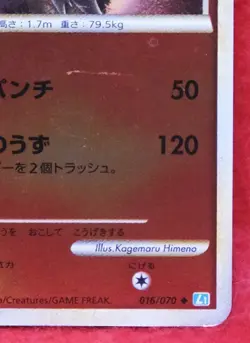 高さ：1.7m 重さ：79.5kg
パンチ 50
のうず 120
ーを2個トラッシュ。
うを おこして こうげきする
Illus.Kagemaru Himeno
にげる
/Creatures/GAME FREAK.
016/070 ◆ L1